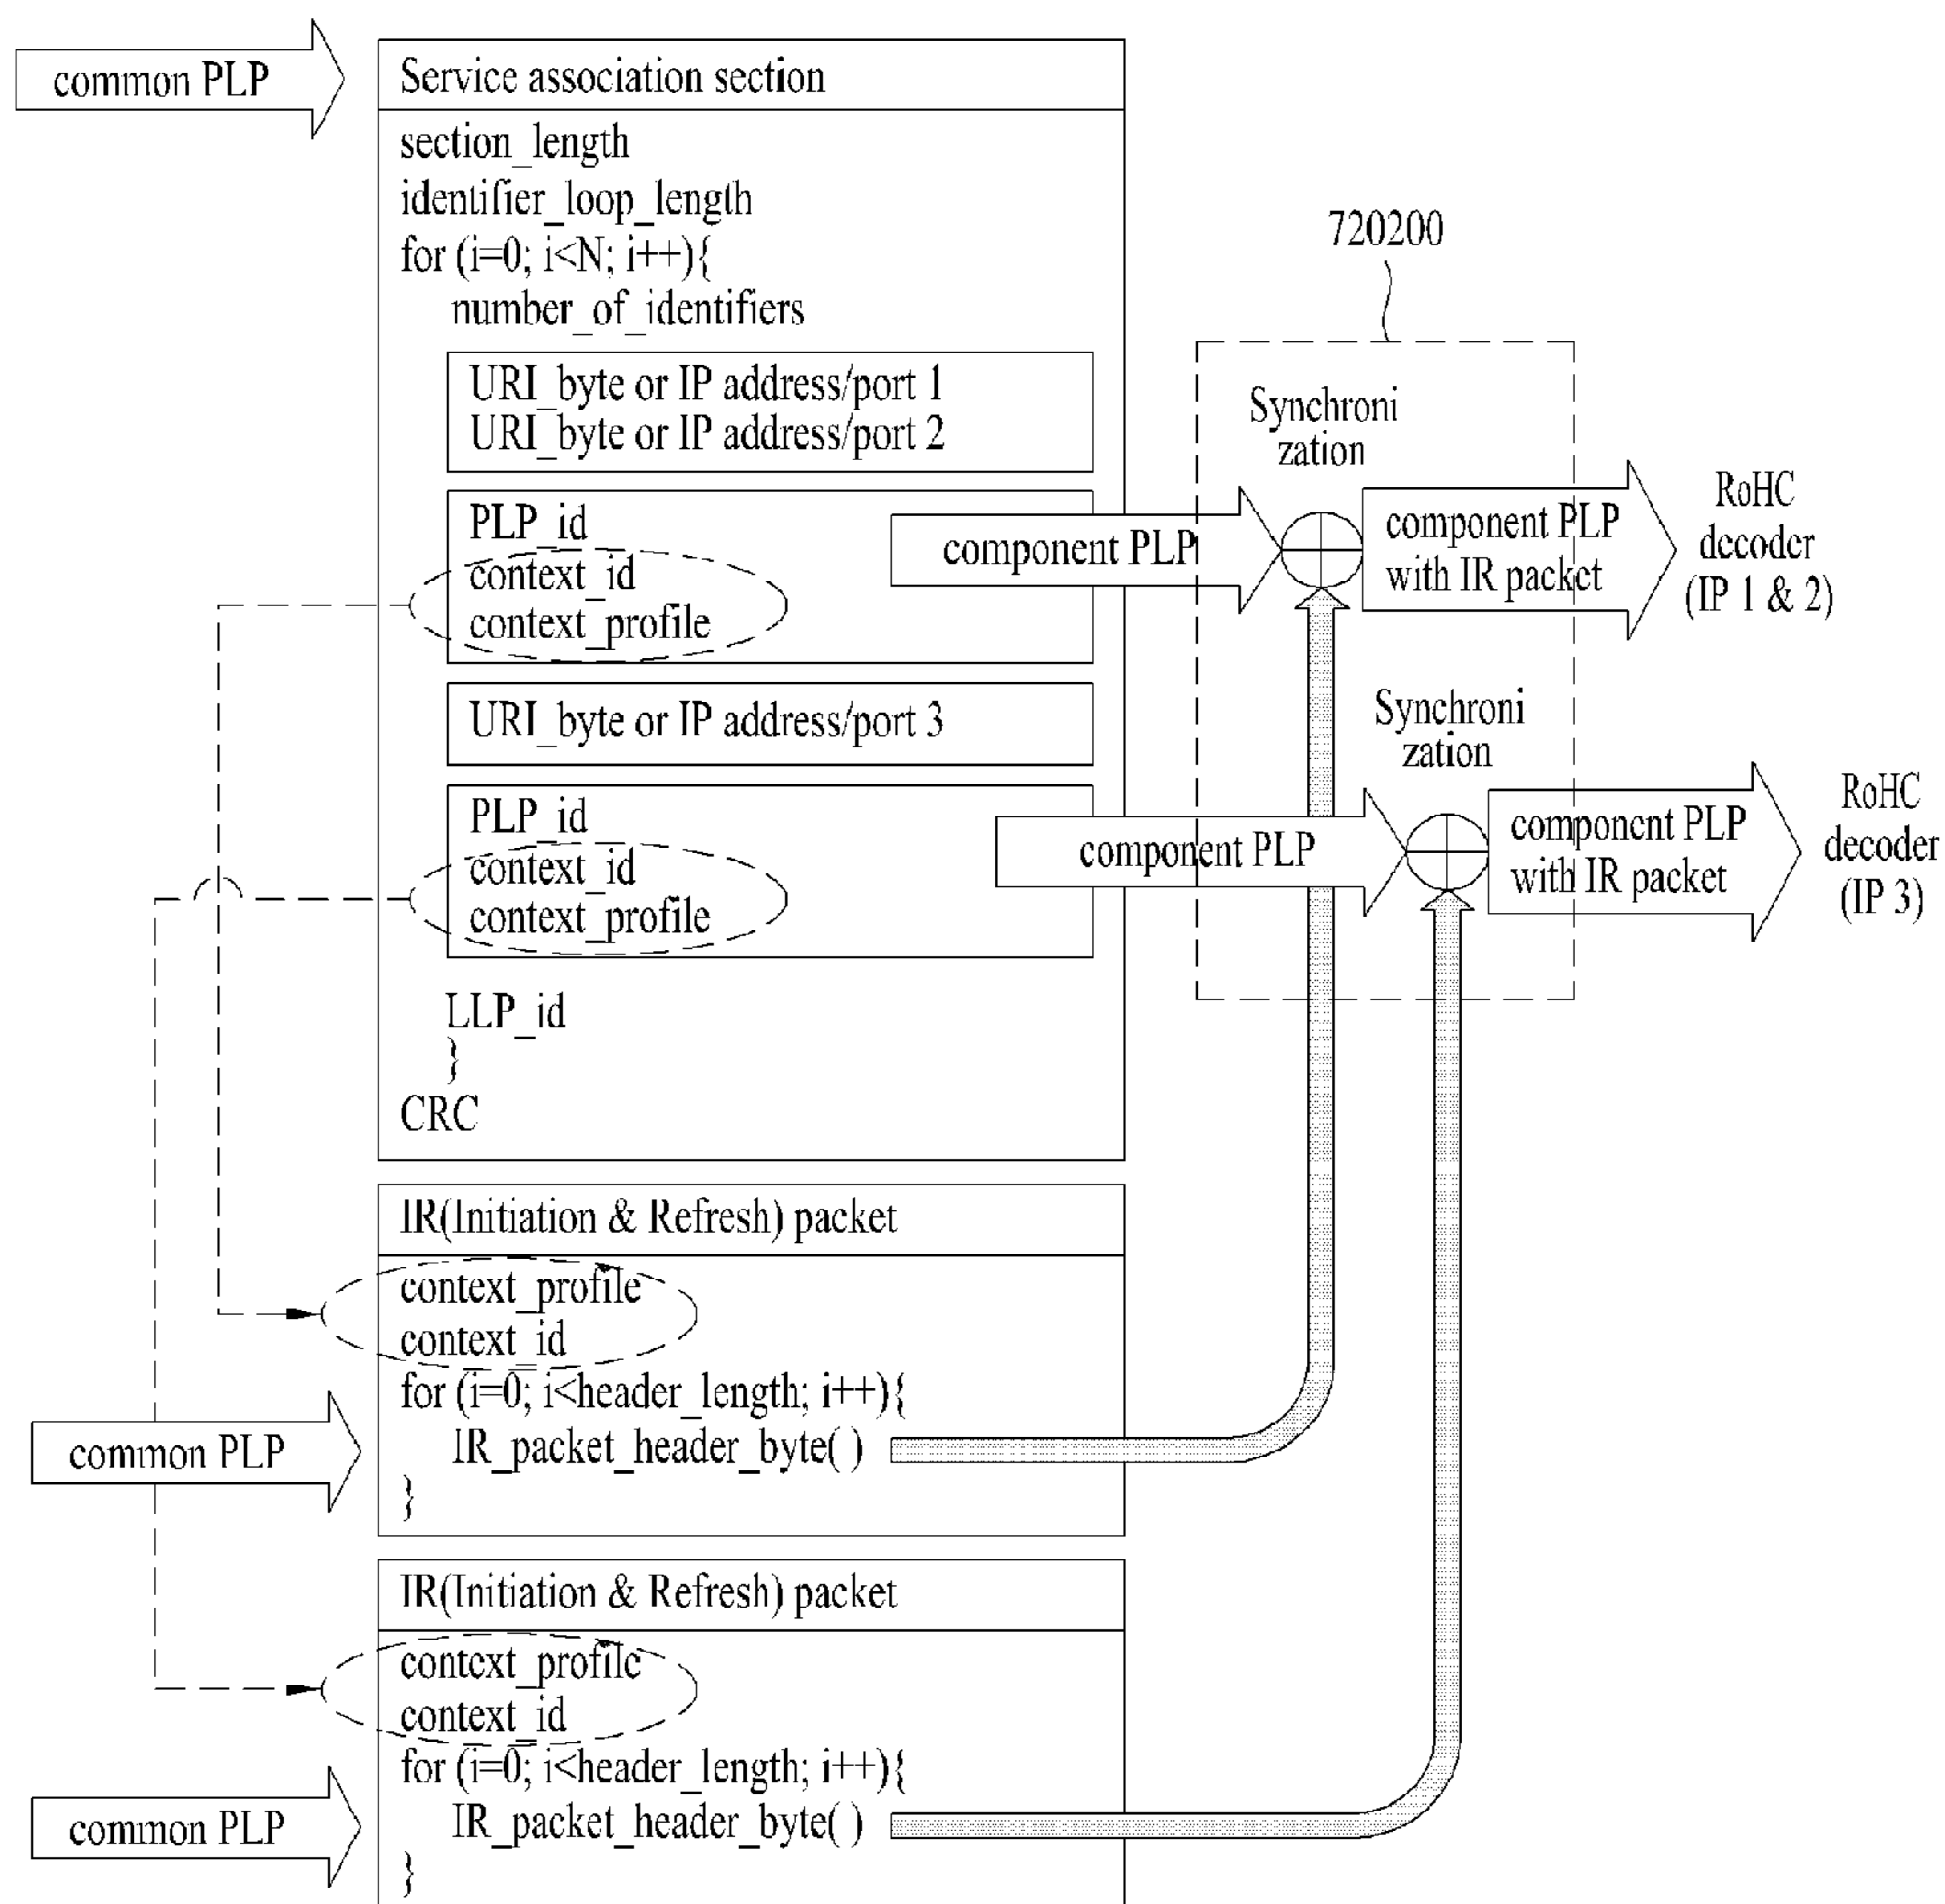 common PLP
Service association section
section_length
identifier_loop_length
for (i=0; i<N; i++){
number_of_identifiers
URI_byte or IP address/port 1
URI_byte or IP address/port 2
PLP_id
context_id
context_profile
URI_byte or IP address/port 3
PLP_id
context_id
context_profile
LLP_id
}
CRC
720200
Synchroni
zation
component PLP
component PLP
with IR packet
RoHC
decoder
(IP 1 & 2)
Synchroni
zation
component PLP
component PLP
with IR packet
RoHC
decoder
(IP 3)
IR(Initiation & Refresh) packet
context_profile
context_id
for (i=0; i<header_length; i++){
common PLP
IR_packet_header_byte( )
}
IR(Initiation & Refresh) packet
context_profile
context_id
for (i=0; i<header_length; i++){
common PLP
IR_packet_header_byte( )
}